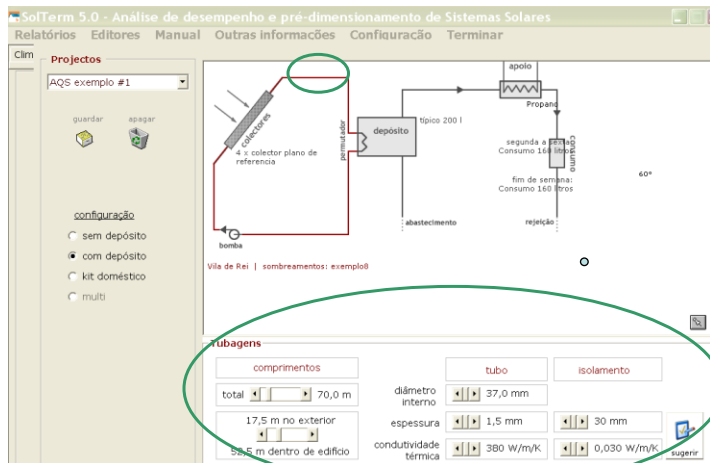 SolTerm 5.0 - Análise de desempenho e pré-dimensionamento de Sistemas Solares
Relatórios Editores Manual Outras informações Configuração Terminar
Clim
Projectos
AQS exemplo #1
guardar apagar
configuração
sem depósito
com depósito
kit doméstico
multi
apoio
Propano
colectores
4 x colector plano de
referencia
permutador
depósito
típico 200 l
segunda a sexta:
Consumo 160 litros
consumo
fim de semana:
Consumo 160 litros
60°
abastecimento
rejeição
bomba
Vila de Rei | sombreamentos: exemplo8
Tubagens
comprimentos
tubo
isolamento
total 70,0 m
diâmetro
interno
37,0 mm
17,5 m no exterior
52,5 m dentro de edifício
espessura
1,5 mm
30 mm
condutividade
térmica
380 W/m/K
0,030 W/m/K
sugerir